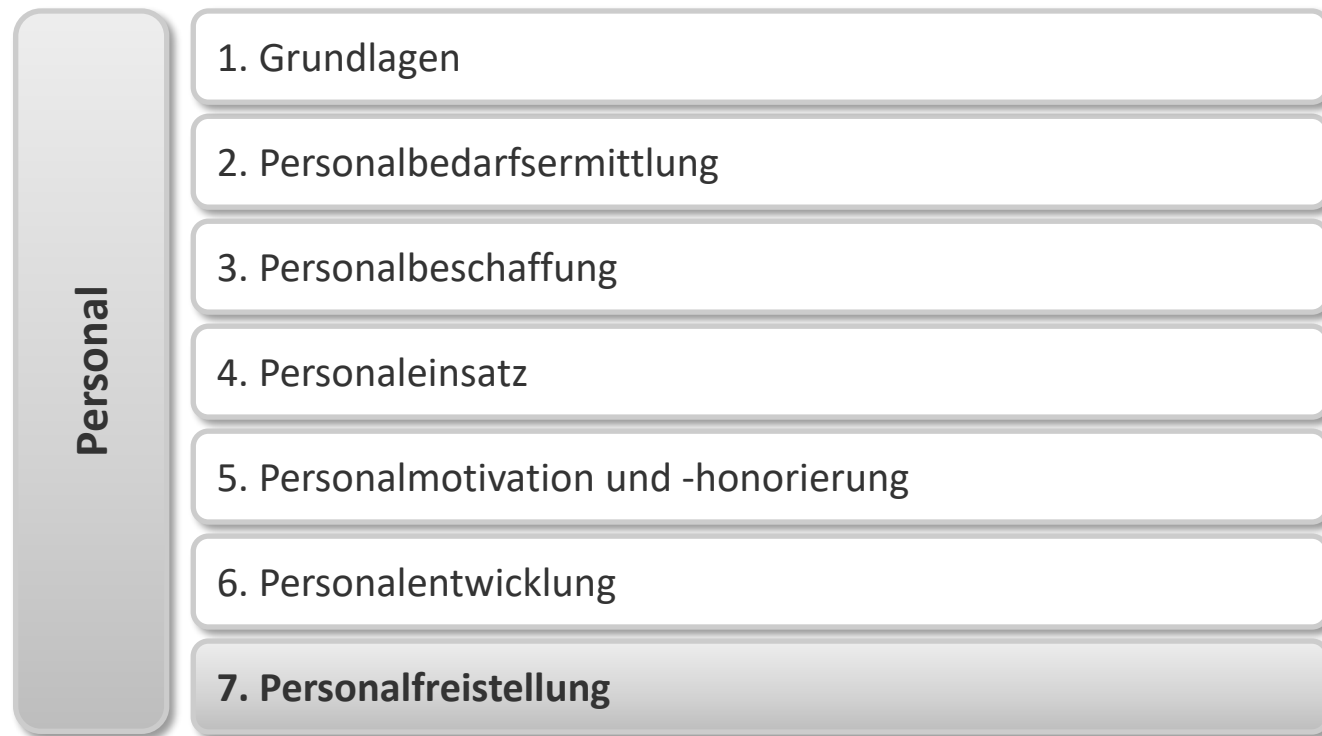 Personal
1. Grundlagen
2. Personalbedarfsermittlung
3. Personalbeschaffung
4. Personaleinsatz
5. Personalmotivation und -honorierung
6. Personalentwicklung
7. Personalfreistellung